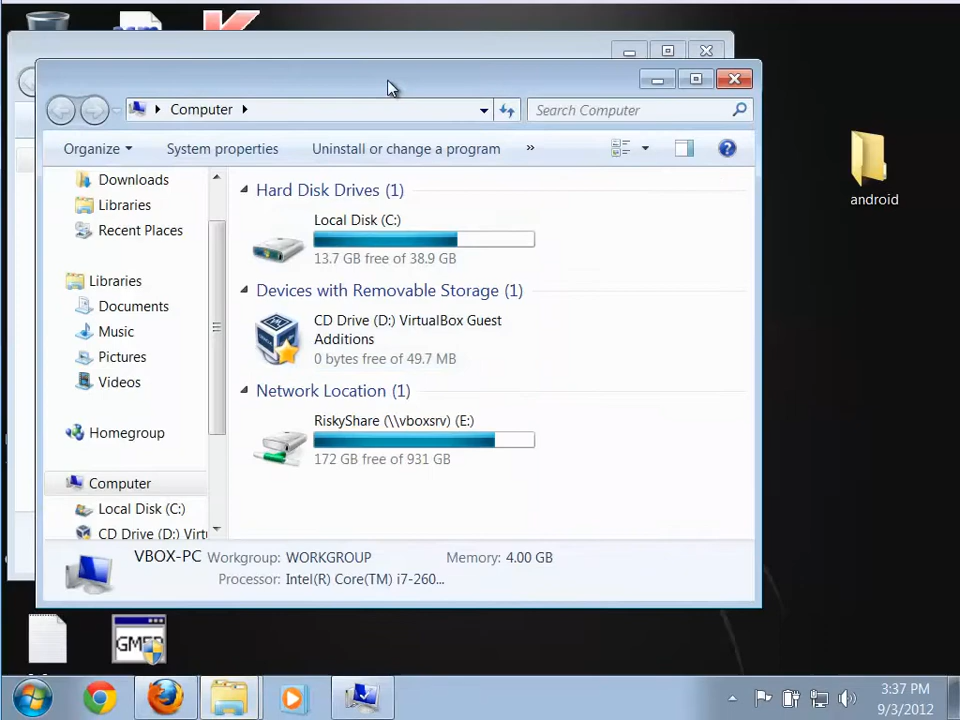 Computer
Search Computer
Organize
System properties
Uninstall or change a program
»
Downloads
Libraries
Recent Places
Libraries
Documents
Music
Pictures
Videos
Homegroup
Computer
Local Disk (C:)
CD Drive (D:) Virt
Hard Disk Drives (1)
Local Disk (C:)
13.7 GB free of 38.9 GB
Devices with Removable Storage (1)
CD Drive (D:) VirtualBox Guest
Additions
0 bytes free of 49.7 MB
Network Location (1)
RiskyShare (\\vboxsrv) (E:)
172 GB free of 931 GB
VBOX-PC Workgroup: WORKGROUP Memory: 4.00 GB
Processor: Intel(R) Core(TM) i7-260...
android
GMER
3:37 PM
9/3/2012